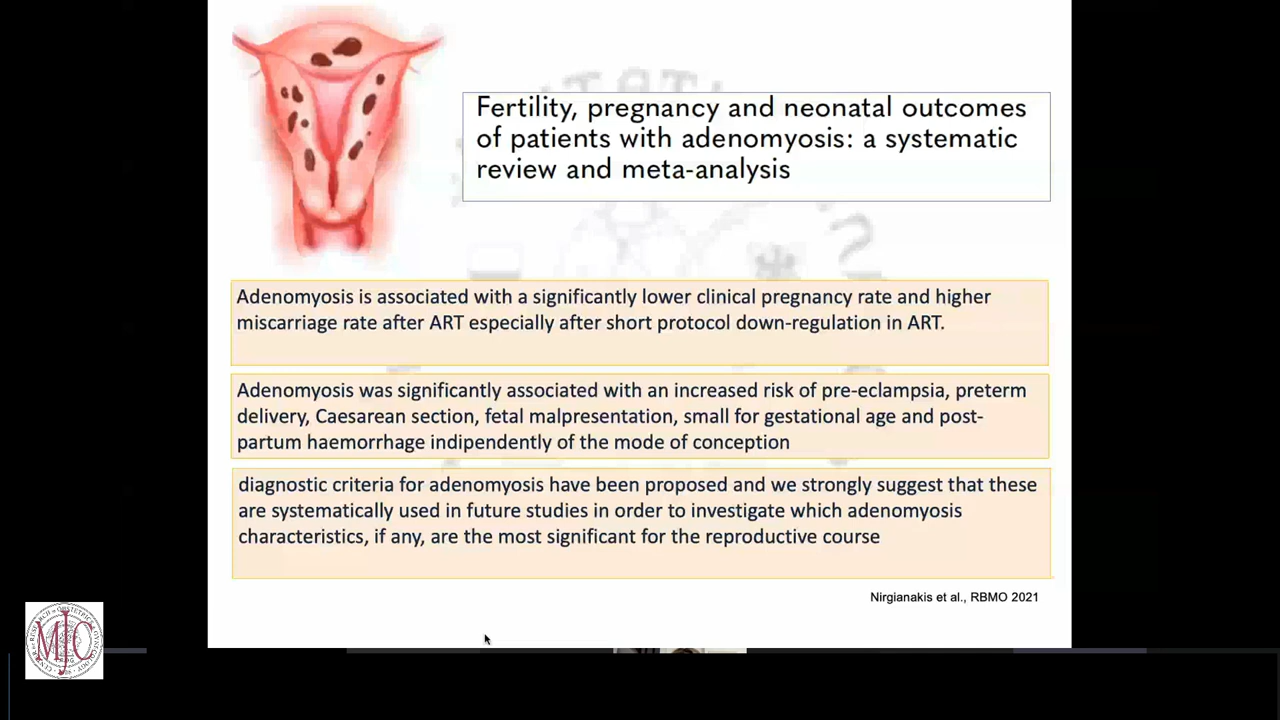 Fertility, pregnancy and neonatal outcomes
of patients with adenomyosis: a systematic
review and meta-analysis
Adenomyosis is associated with a significantly lower clinical pregnancy rate and higher
miscarriage rate after ART especially after short protocol down-regulation in ART.
Adenomyosis was significantly associated with an increased risk of pre-eclampsia, preterm
delivery, Caesarean section, fetal malpresentation, small for gestational age and post-
partum haemorrhage indipendently of the mode of conception
diagnostic criteria for adenomyosis have been proposed and we strongly suggest that these
are systematically used in future studies in order to investigate which adenomyosis
characteristics, if any, are the most significant for the reproductive course
Nirgianakis et al., RBMO 2021
MJC